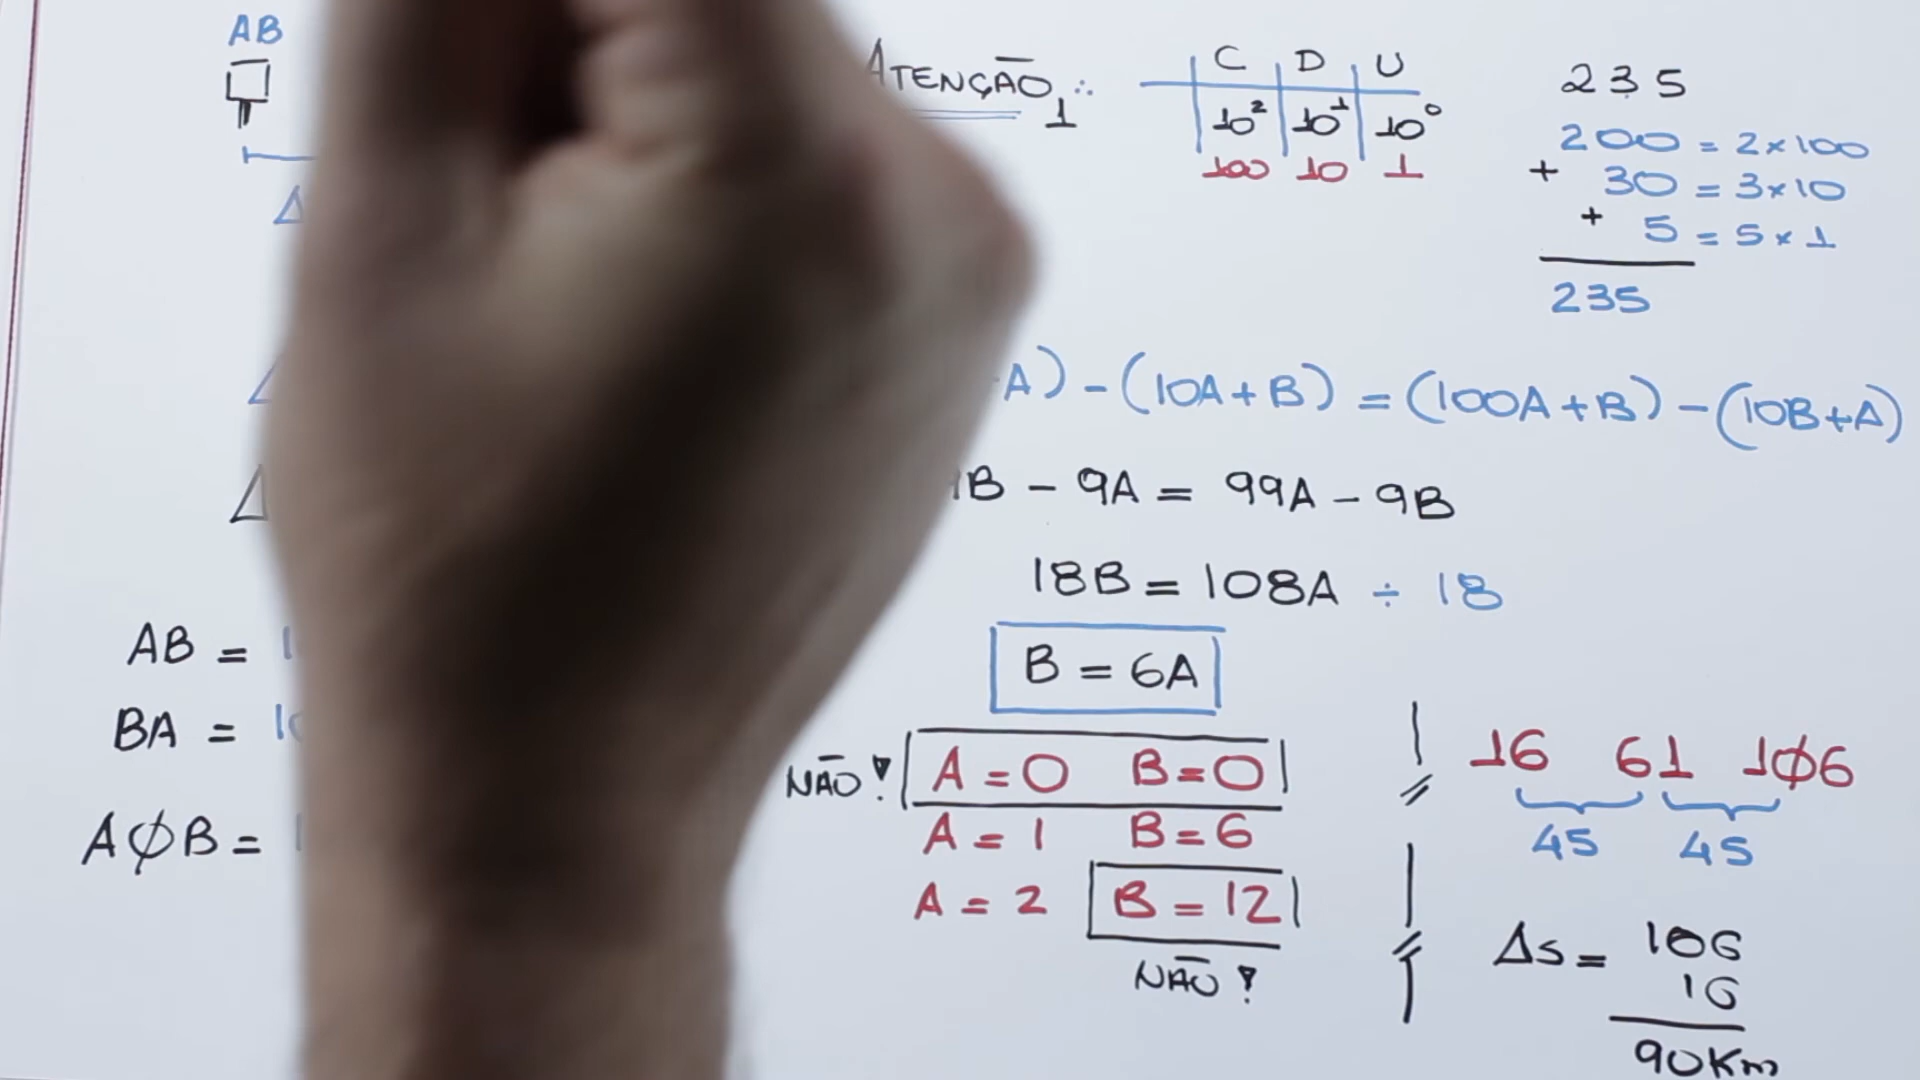 AB
ATENÇÃO 1 ∴
C D U
10² 10¹ 10⁰
100 10 1
235
200 = 2×100
+ 30 = 3×10
+ 5 = 5×1
235
Δ
A) - (10A+B) = (100A+B) - (10B+A)
B - 9A = 99A - 9B
Δ
18B = 108A ÷ 18
AB =
B = 6A
BA =
NÃO! A = 0 B = 0
A = 1 B = 6
AØB =
A = 2 B = 12
NÃO!
16 61 1Ø6
45 45
ΔS = 106
16
90Km